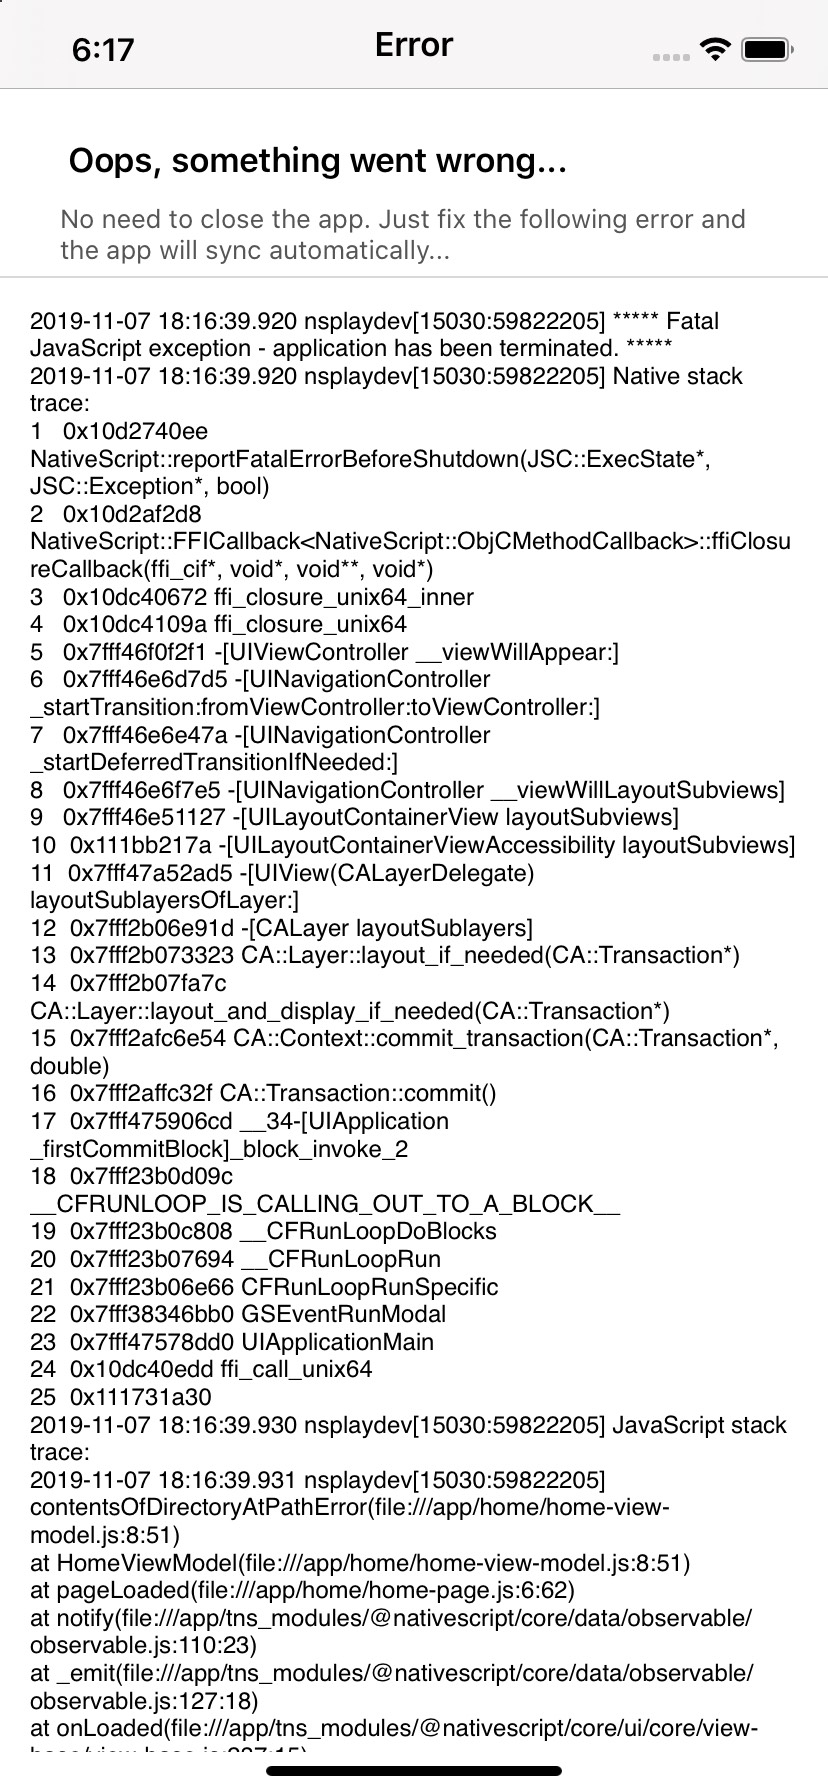 6:17
Error
Oops, something went wrong...
No need to close the app. Just fix the following error and
the app will sync automatically...
2019-11-07 18:16:39.920 nsplaydev[15030:59822205] ***** Fatal
JavaScript exception - application has been terminated. *****
2019-11-07 18:16:39.920 nsplaydev[15030:59822205] Native stack
trace:
1   0x10d2740ee
NativeScript::reportFatalErrorBeforeShutdown(JSC::ExecState*,
JSC::Exception*, bool)
2   0x10d2af2d8
NativeScript::FFICallback<NativeScript::ObjCMethodCallback>::ffiClosu
reCallback(ffi_cif*, void*, void**, void*)
3   0x10dc40672 ffi_closure_unix64_inner
4   0x10dc4109a ffi_closure_unix64
5   0x7fff46f0f2f1 -[UIViewController __viewWillAppear:]
6   0x7fff46e6d7d5 -[UINavigationController
_startTransition:fromViewController:toViewController:]
7   0x7fff46e6e47a -[UINavigationController
_startDeferredTransitionIfNeeded:]
8   0x7fff46e6f7e5 -[UINavigationController __viewWillLayoutSubviews]
9   0x7fff46e51127 -[UILayoutContainerView layoutSubviews]
10  0x111bb217a -[UILayoutContainerViewAccessibility layoutSubviews]
11  0x7fff47a52ad5 -[UIView(CALayerDelegate)
layoutSublayersOfLayer:]
12  0x7fff2b06e91d -[CALayer layoutSublayers]
13  0x7fff2b073323 CA::Layer::layout_if_needed(CA::Transaction*)
14  0x7fff2b07fa7c
CA::Layer::layout_and_display_if_needed(CA::Transaction*)
15  0x7fff2afc6e54 CA::Context::commit_transaction(CA::Transaction*,
double)
16  0x7fff2affc32f CA::Transaction::commit()
17  0x7fff475906cd __34-[UIApplication
_firstCommitBlock]_block_invoke_2
18  0x7fff23b0d09c
__CFRUNLOOP_IS_CALLING_OUT_TO_A_BLOCK__
19  0x7fff23b0c808 __CFRunLoopDoBlocks
20  0x7fff23b07694 __CFRunLoopRun
21  0x7fff23b06e66 CFRunLoopRunSpecific
22  0x7fff38346bb0 GSEventRunModal
23  0x7fff47578dd0 UIApplicationMain
24  0x10dc40edd ffi_call_unix64
25  0x111731a30
2019-11-07 18:16:39.930 nsplaydev[15030:59822205] JavaScript stack
trace:
2019-11-07 18:16:39.931 nsplaydev[15030:59822205]
contentsOfDirectoryAtPathError(file:///app/home/home-view-
model.js:8:51)
at HomeViewModel(file:///app/home/home-view-model.js:8:51)
at pageLoaded(file:///app/home/home-page.js:6:62)
at notify(file:///app/tns_modules/@nativescript/core/data/observable/
observable.js:110:23)
at _emit(file:///app/tns_modules/@nativescript/core/data/observable/
observable.js:127:18)
at onLoaded(file:///app/tns_modules/@nativescript/core/ui/core/view-